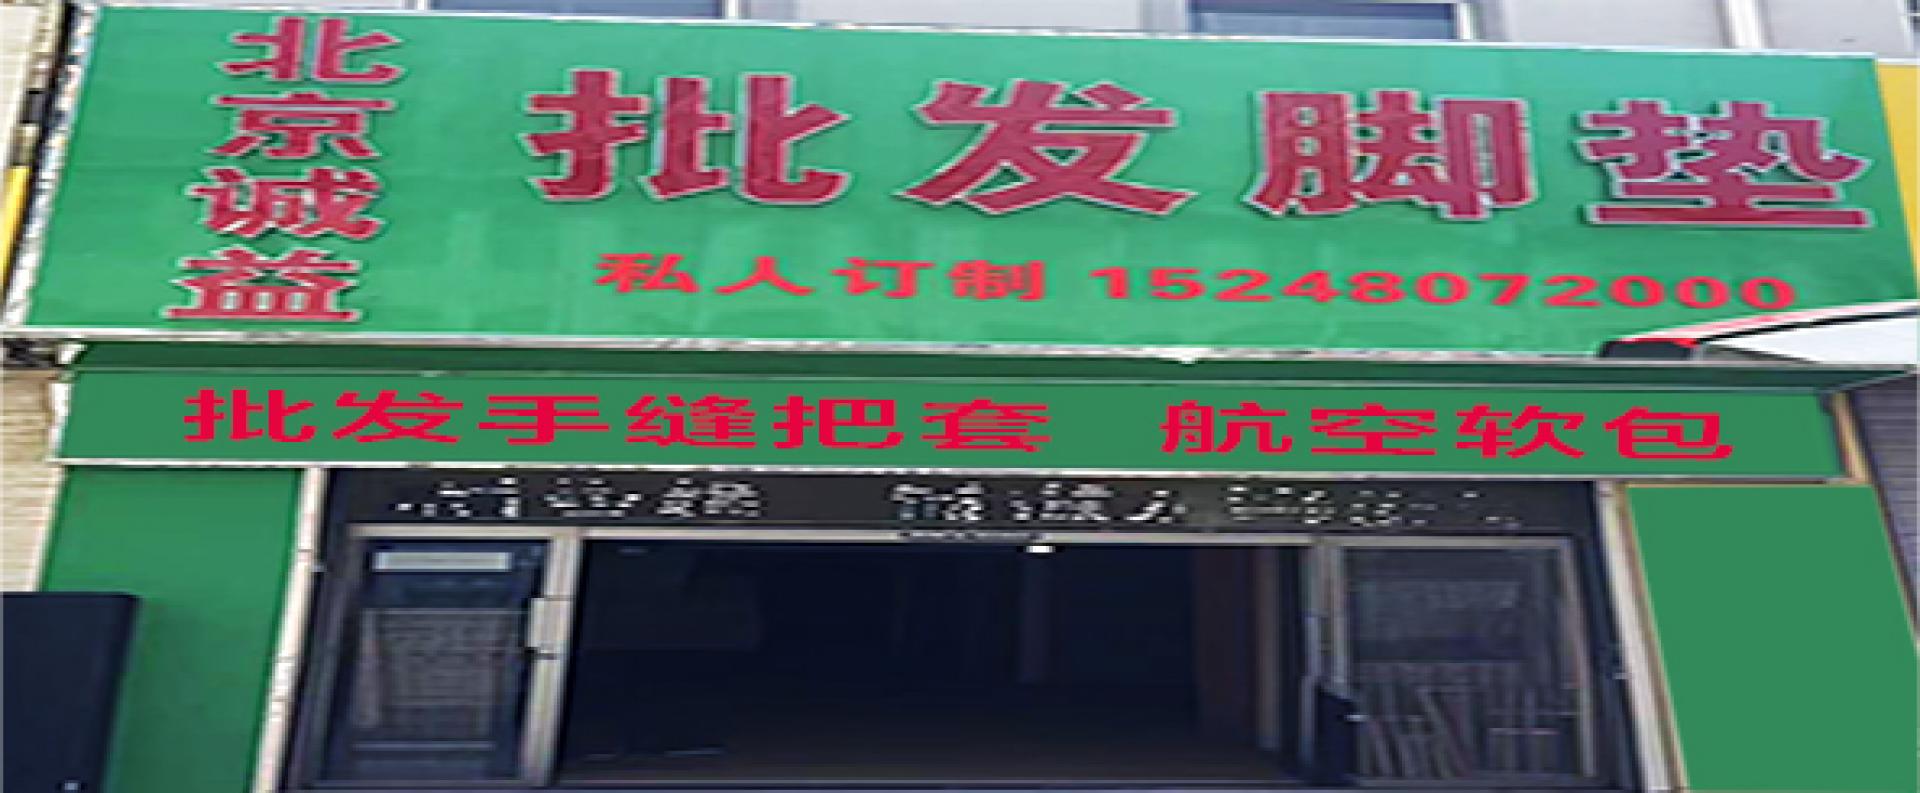 北京诚益
批发脚垫
私人订制 15248072000
批发手缝把套 航空软包